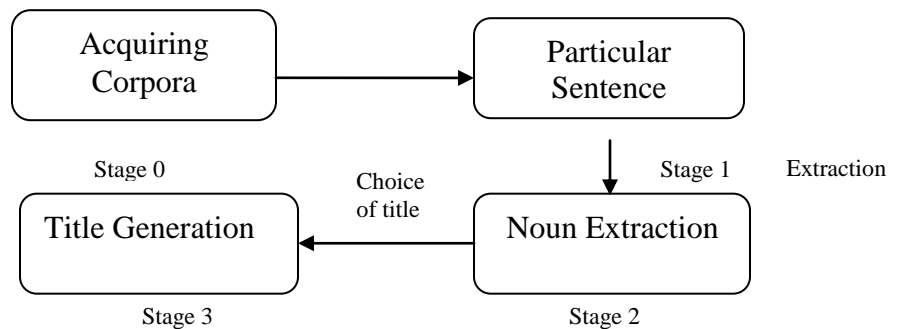 Acquiring
Corpora
Particular
Sentence
Stage 0
Stage 1
Extraction
Choice
of title
Title Generation
Noun Extraction
Stage 3
Stage 2